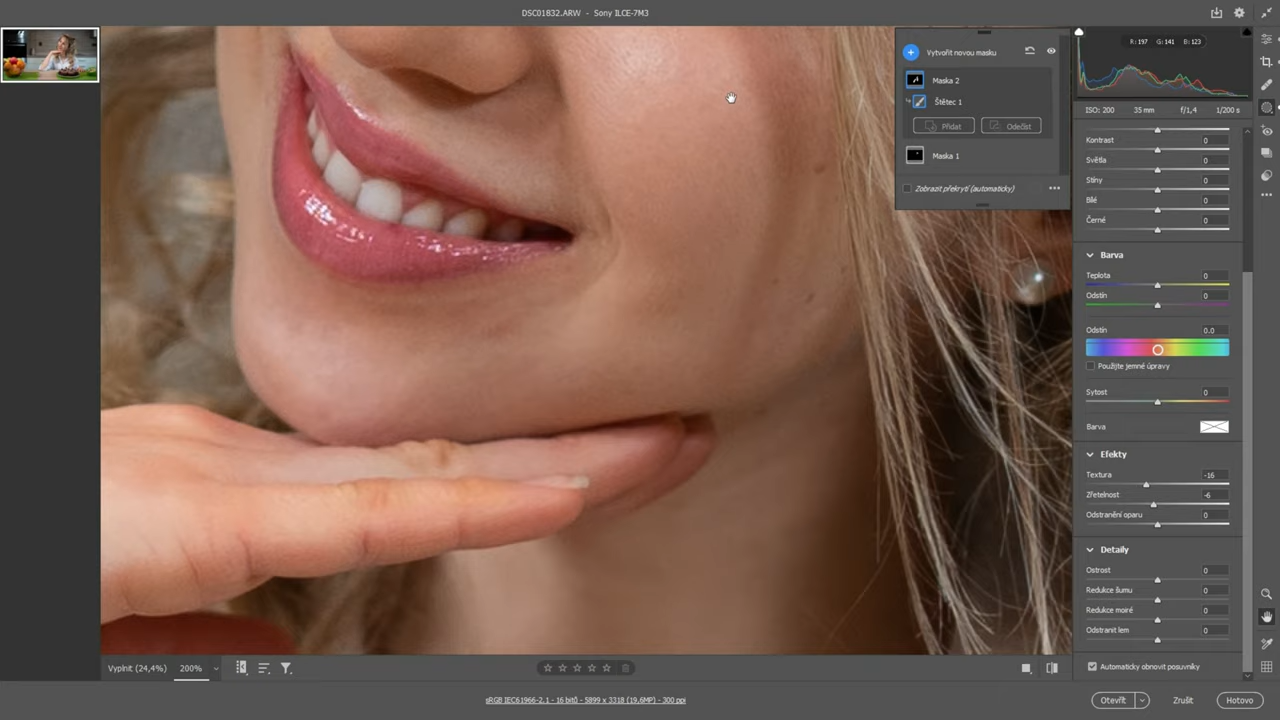 DSC01832.ARW - Sony ILCE-7M3
Vytvořit novou masku
Maska 2
Štětec 1
Přidat
Odečíst
Maska 1
Zobrazit překrytí (automaticky)
R: 197 G: 141 B: 123
ISO: 200 35 mm f/1,4 1/200 s
Kontrast 0
Světla 0
Stíny 0
Bílé 0
Černé 0
Barva
Teplota 0
Odstín 0
Odstín 0.0
Použijte jemné úpravy
Sytost 0
Barva
Efekty
Textura -16
Zřetelnost -6
Odstranění oparu 0
Detaily
Ostrost 0
Redukce šumu 0
Redukce moiré 0
Odstranit lem 0
Automaticky obnovit posuvníky
Vyplnit (24,4%) 200%
sRGB IEC61966-2.1 - 16 bitů - 5899 x 3318 (19,6MP) - 300 ppi
Otevřít
Zrušit
Hotovo